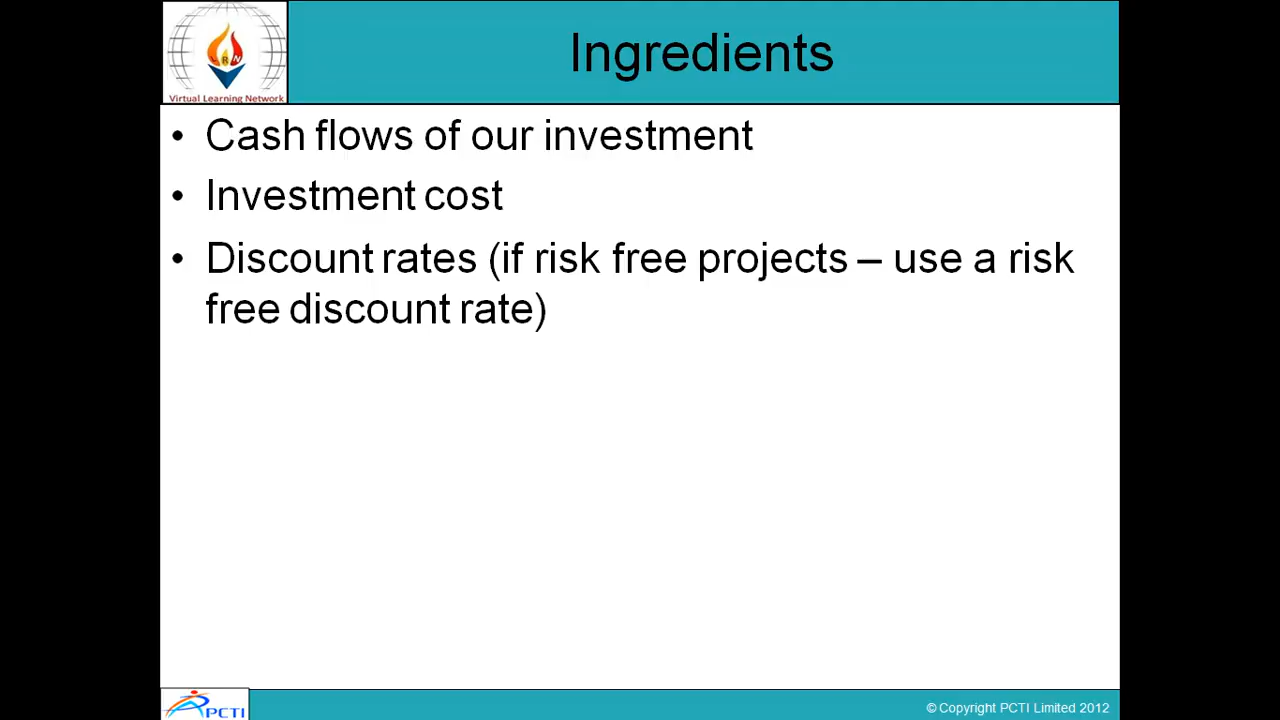 Ingredients
Virtual Learning Network
• Cash flows of our investment
• Investment cost
• Discount rates (if risk free projects – use a risk
free discount rate)
PCTI
© Copyright PCTI Limited 2012